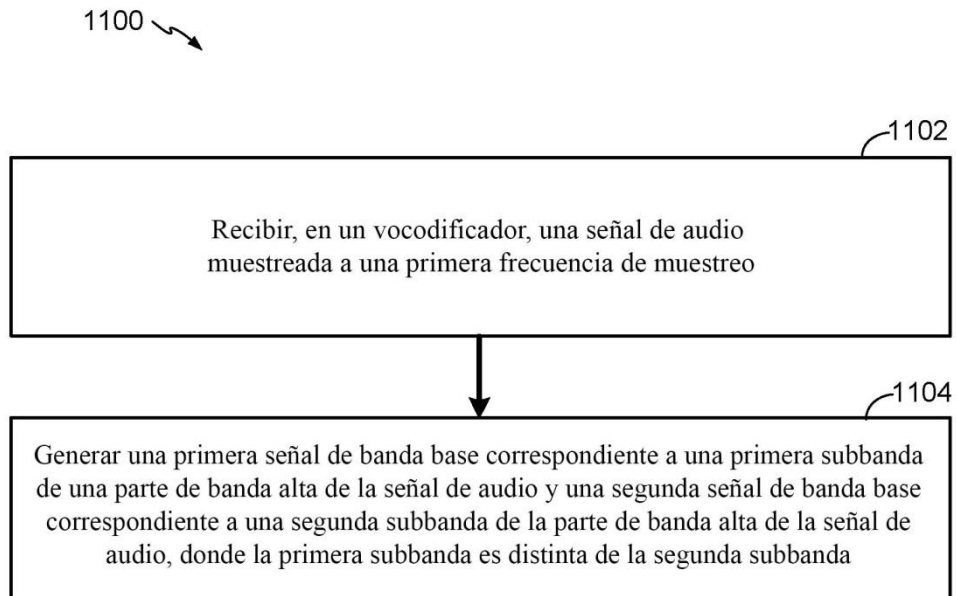 1100
1102
Recibir, en un vocodificador, una señal de audio
muestreada a una primera frecuencia de muestreo
1104
Generar una primera señal de banda base correspondiente a una primera subbanda
de una parte de banda alta de la señal de audio y una segunda señal de banda base
correspondiente a una segunda subbanda de la parte de banda alta de la señal de
audio, donde la primera subbanda es distinta de la segunda subbanda